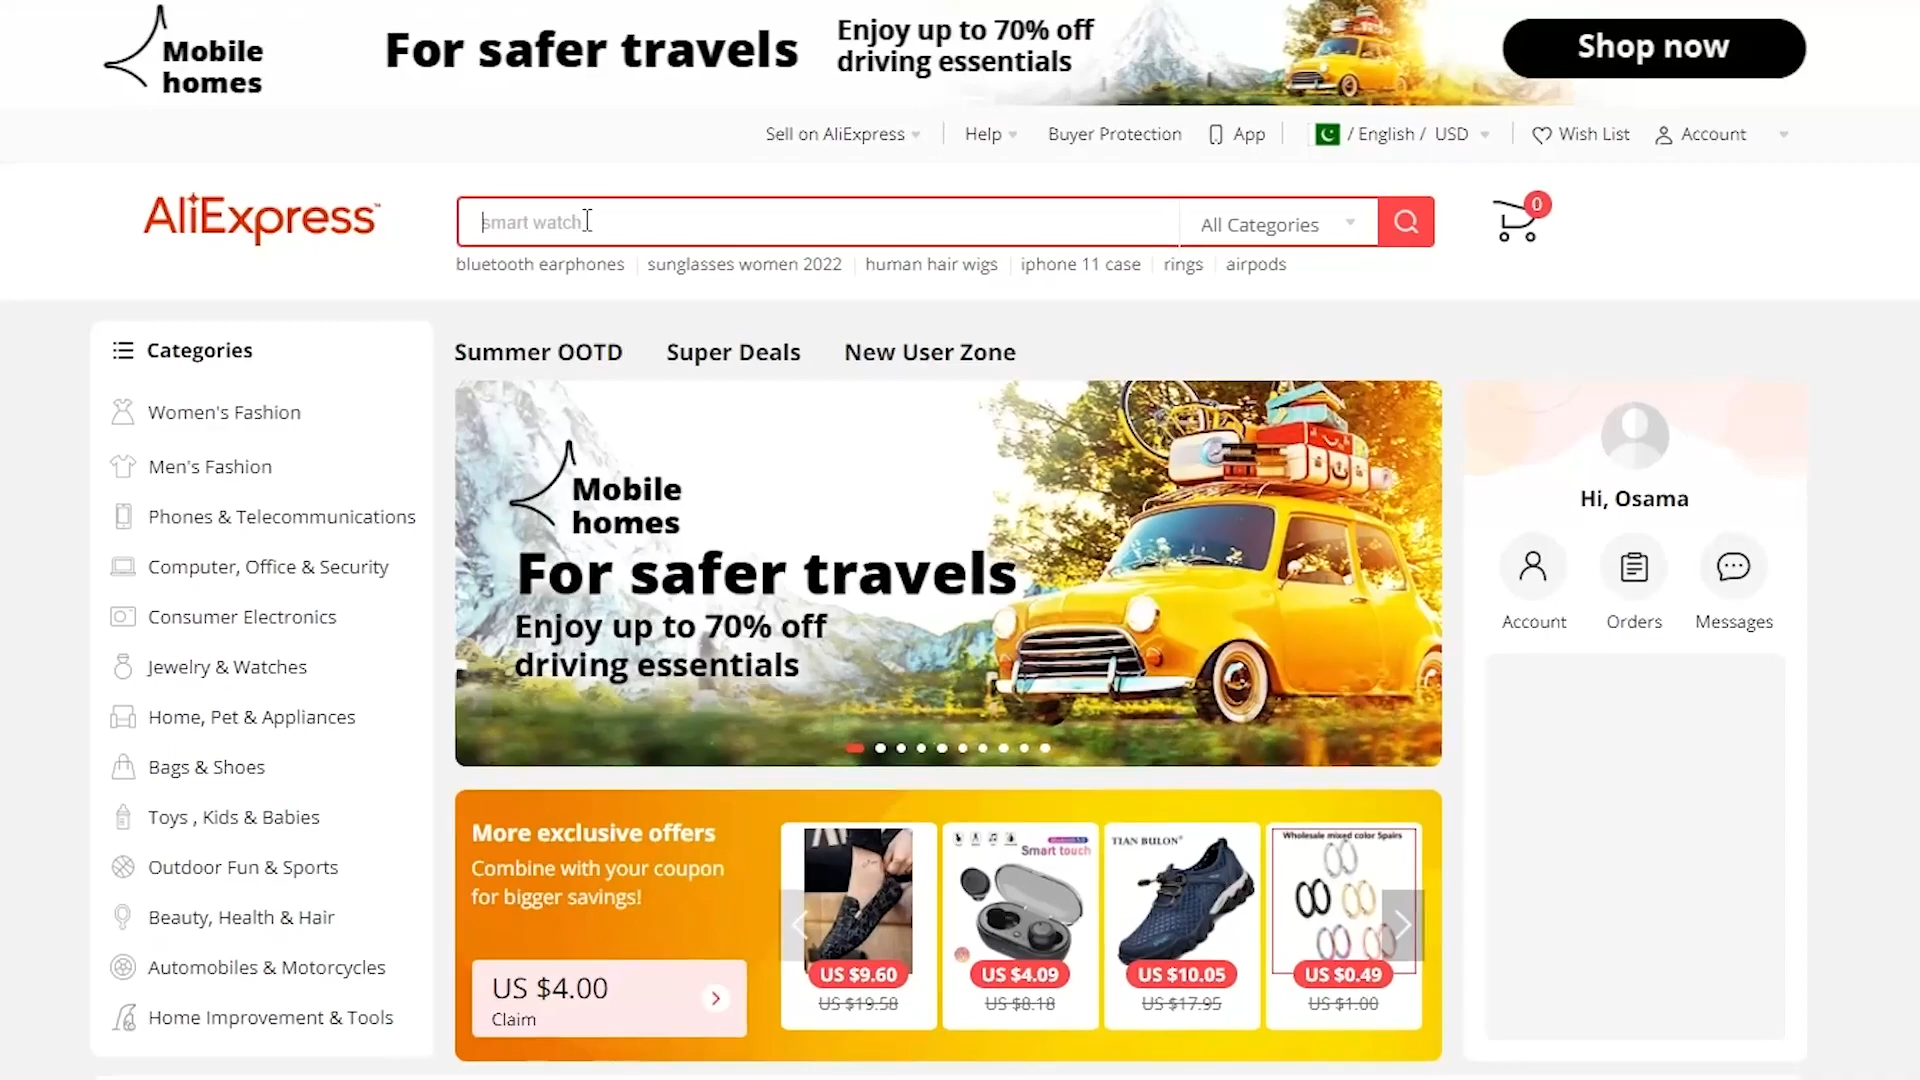 Mobile
homes
For safer travels
Enjoy up to 70% off
driving essentials
Shop now
Sell on AliExpress
Help
Buyer Protection
App
/ English / USD
Wish List
Account
AliExpress™
smart watch
All Categories
0
bluetooth earphones
sunglasses women 2022
human hair wigs
iphone 11 case
rings
airpods
Categories
Women's Fashion
Men's Fashion
Phones & Telecommunications
Computer, Office & Security
Consumer Electronics
Jewelry & Watches
Home, Pet & Appliances
Bags & Shoes
Toys , Kids & Babies
Outdoor Fun & Sports
Beauty, Health & Hair
Automobiles & Motorcycles
Home Improvement & Tools
Summer OOTD
Super Deals
New User Zone
Mobile
homes
For safer travels
Enjoy up to 70% off
driving essentials
More exclusive offers
Combine with your coupon
for bigger savings!
US $4.00
Claim
US $9.60
US $19.58
Smart touch
US $4.09
US $8.18
TIAN BULON®
US $10.05
US $17.95
Wholesale mixed color 5pairs
US $0.49
US $1.00
Hi, Osama
Account
Orders
Messages